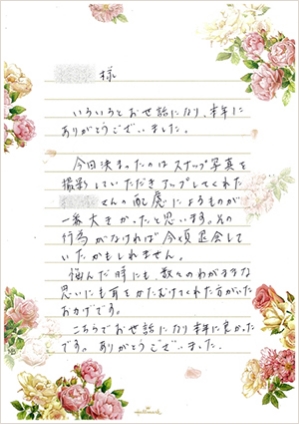 様
いろいろとお世話になり、本当に
ありがとうございました。
今回決まったのはスナップ写真を
撮影していただきアップしてくれた
くんの配慮によるものが
一番大きかったと思います。その
行為がなければ今頃退会して
いたかもしれません。
悩んだ時にも、数々のわがままな
思いにも耳をかたむけてくれた方がいた
おかげです。
こちらでお世話になり本当に良かった
です。ありがとうございました。
Hallmark